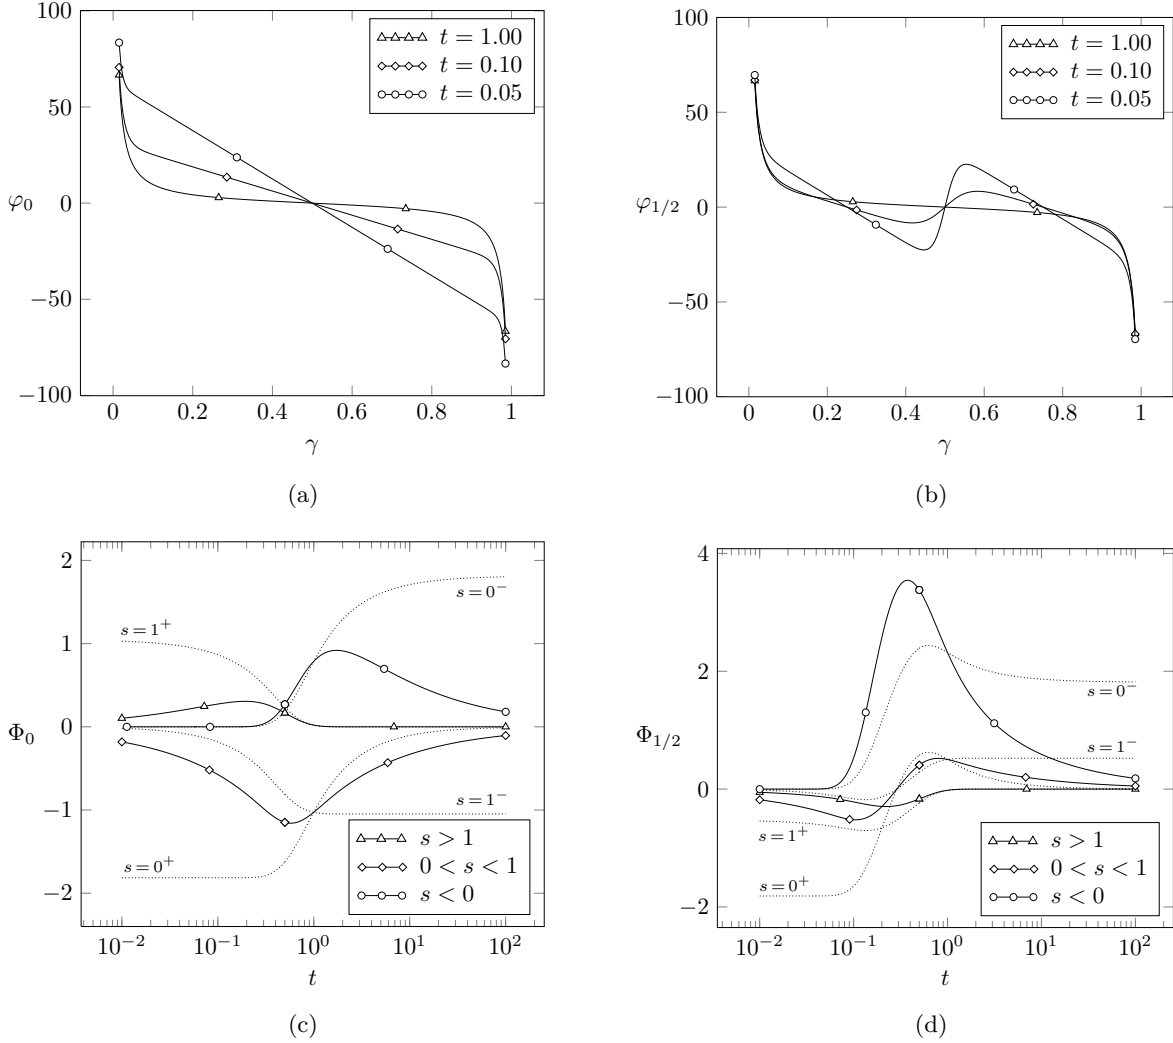 100
50
0
−50
−100
φ₀
t = 1.00
t = 0.10
t = 0.05
0
0.2
0.4
0.6
0.8
1
γ
(a)
100
50
0
−50
−100
φ₁/₂
t = 1.00
t = 0.10
t = 0.05
0
0.2
0.4
0.6
0.8
1
γ
(b)
2
1
0
−1
−2
Φ₀
s = 0⁻
s = 1⁺
s = 1⁻
s = 0⁺
s > 1
0 < s < 1
s < 0
10⁻²
10⁻¹
10⁰
10¹
10²
t
(c)
4
2
0
−2
Φ₁/₂
s = 0⁻
s = 1⁻
s = 1⁺
s = 0⁺
s > 1
0 < s < 1
s < 0
10⁻²
10⁻¹
10⁰
10¹
10²
t
(d)